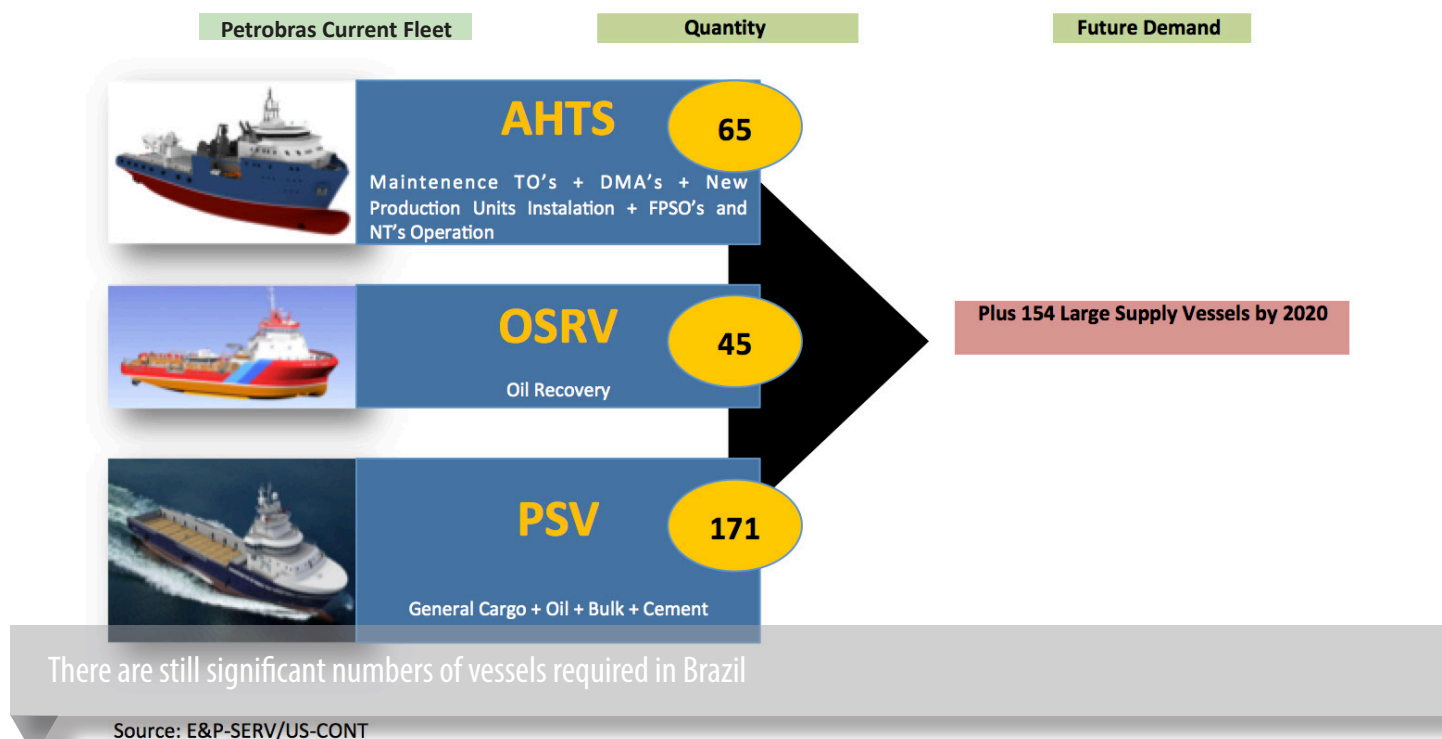 Petrobras Current Fleet
Quantity
Future Demand
AHTS
65
Maintenence TO's + DMA's + New
Production Units Instalation + FPSO's and
NT's Operation
OSRV
45
Oil Recovery
Plus 154 Large Supply Vessels by 2020
PSV
171
General Cargo + Oil + Bulk + Cement
There are still significant numbers of vessels required in Brazil
Source: E&P-SERV/US-CONT